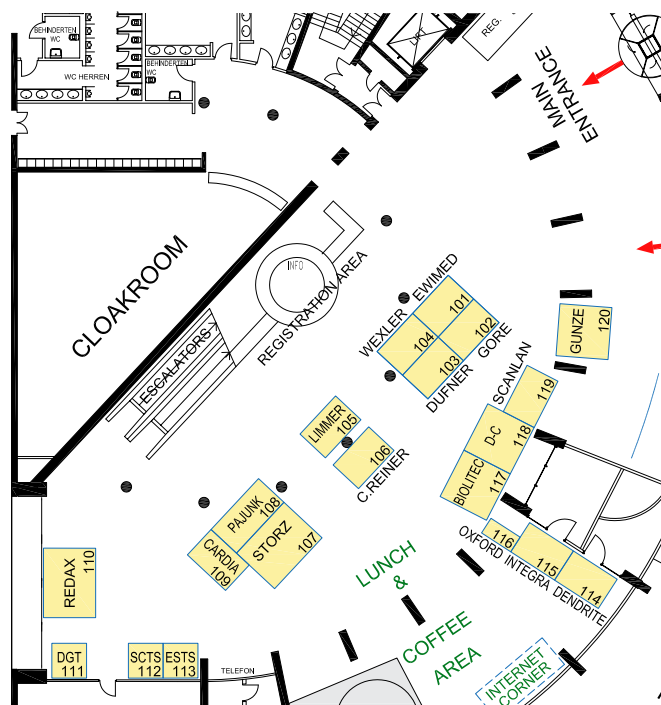 BEHINDERTEN
WC
WC HERREN
BEHINDERTEN
WC
LIFT
REG.
MAIN
ENTRANCE
CLOAKROOM
INFO
REGISTRATION AREA
ESCALATORS
EWIMED
101
WEXLER
104
102
GORE
103
DUFNER
GUNZE
120
SCANLAN
119
D-C
118
BIOLITEC
117
LIMMER
105
106
C.REINER
PAJUNK
108
STORZ
107
CARDIA
109
116
OXFORD
115
INTEGRA
114
DENDRITE
REDAX
110
LUNCH
&
COFFEE
AREA
DGT
111
SCTS
112
ESTS
113
TELEFON
INTERNET
CORNER